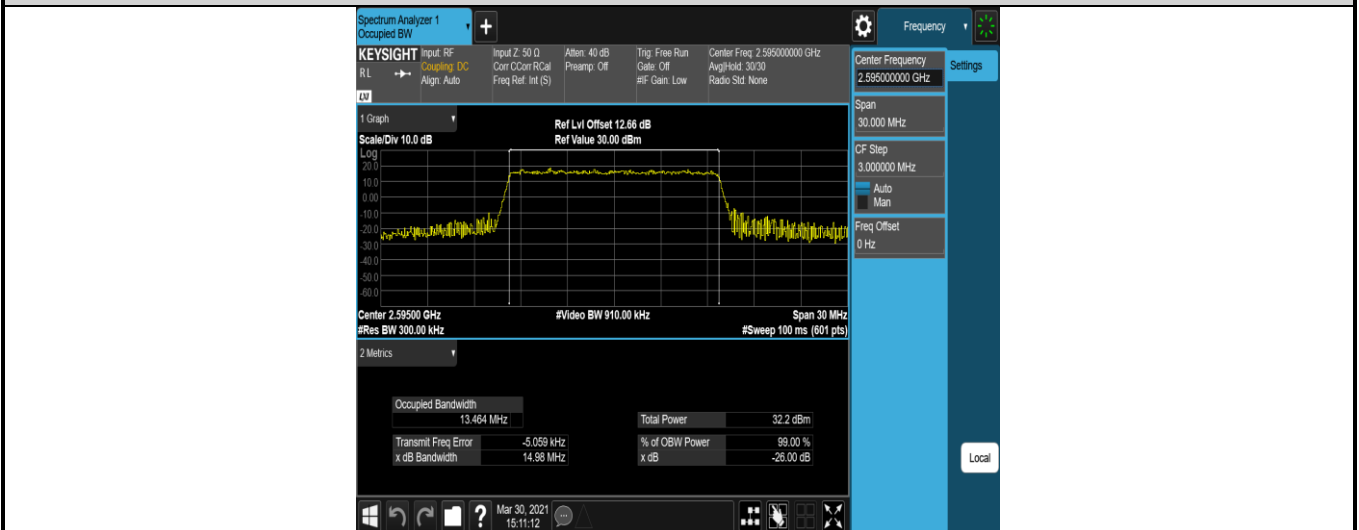 Spectrum Analyzer 1
Occupied BW
+
Frequency
KEYSIGHT
Input: RF
Coupling: DC
Align: Auto
RL
LXI
Input Z: 50 Ω
Corr CCorr RCal
Freq Ref: Int (S)
Atten: 40 dB
Preamp: Off
Trig: Free Run
Gate: Off
#IF Gain: Low
Center Freq: 2.595000000 GHz
Avg|Hold: 30/30
Radio Std: None
Center Frequency
2.595000000 GHz
Settings
Span
30.000 MHz
CF Step
3.000000 MHz
Auto
Man
Freq Offset
0 Hz
1 Graph
Scale/Div 10.0 dB
Ref Lvl Offset 12.66 dB
Ref Value 30.00 dBm
Log
20.0
10.0
0.00
-10.0
-20.0
-30.0
-40.0
-50.0
-60.0
Center 2.59500 GHz
#Video BW 910.00 kHz
Span 30 MHz
#Res BW 300.00 kHz
#Sweep 100 ms (601 pts)
2 Metrics
Occupied Bandwidth
13.464 MHz
Total Power 32.2 dBm
Transmit Freq Error -5.059 kHz
% of OBW Power 99.00 %
x dB Bandwidth 14.98 MHz
x dB -26.00 dB
Local
?
Mar 30, 2021
15:11:12